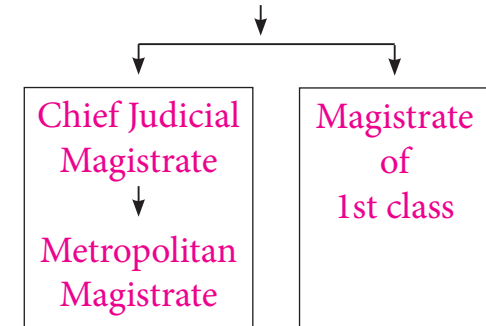 Chief Judicial
Magistrate
Metropolitan
Magistrate
Magistrate
of
1st class